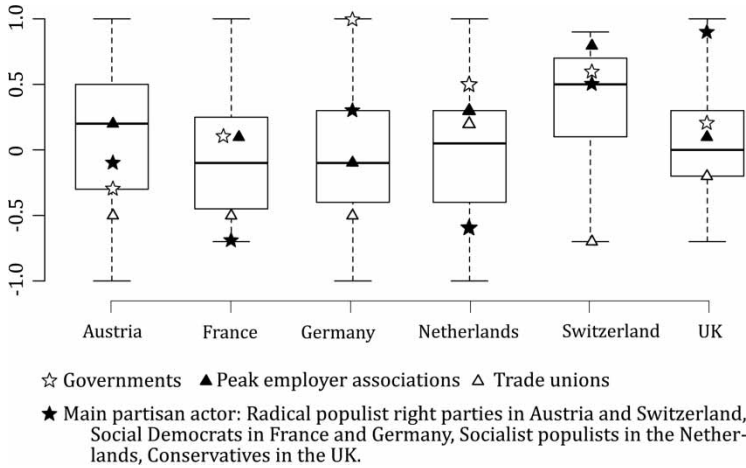 1.0
0.5
0
-0.5
-1.0
Austria France Germany Netherlands Switzerland UK
☆ Governments ▲ Peak employer associations △ Trade unions
★ Main partisan actor: Radical populist right parties in Austria and Switzerland,
Social Democrats in France and Germany, Socialist populists in the Nether-
lands, Conservatives in the UK.